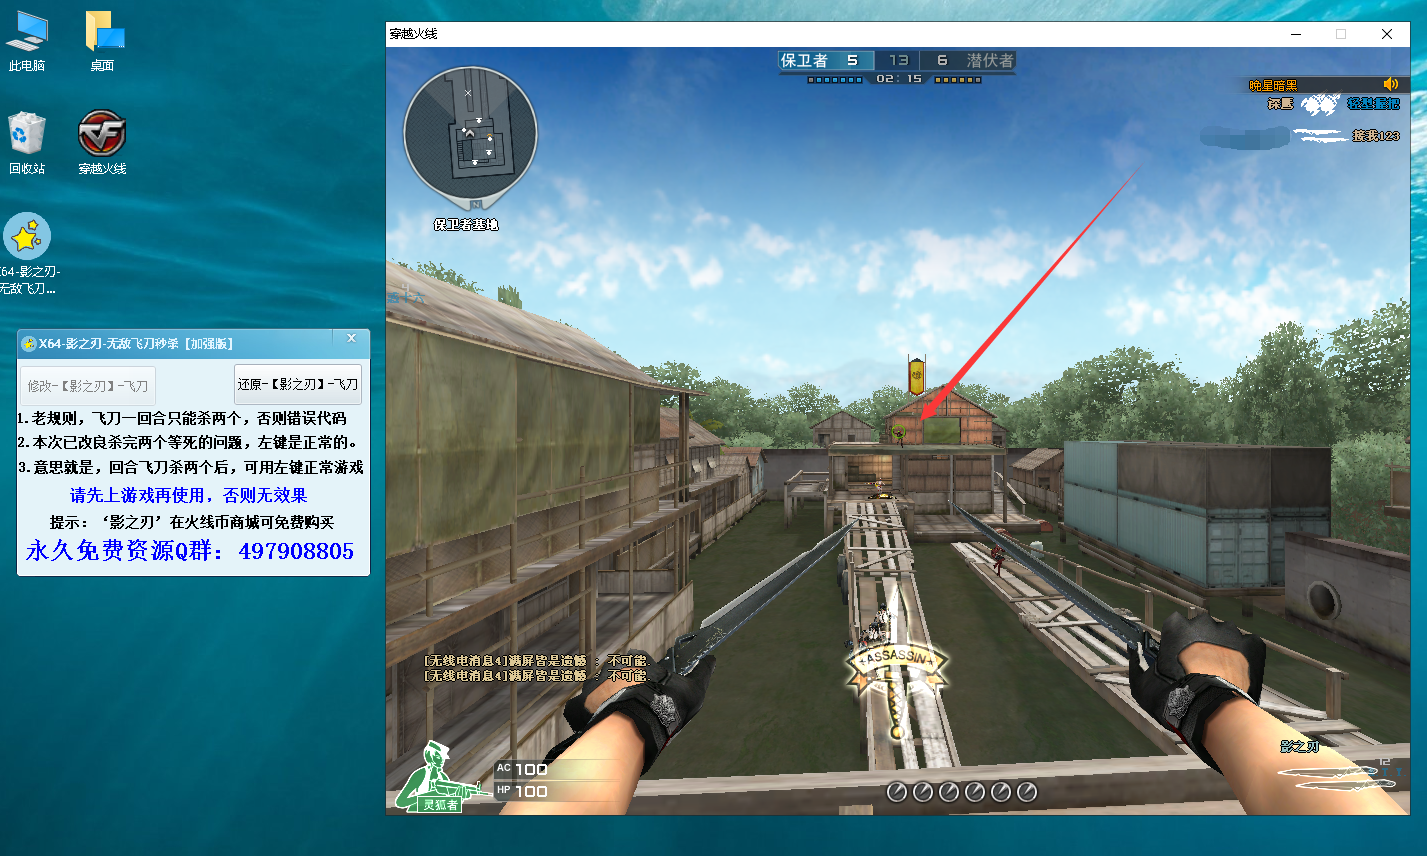 此电脑
桌面
回收站
穿越火线
X64-影之刃-
无敌飞刀...
X64-影之刃-无敌飞刀秒杀【加强版】
修改-【影之刃】-飞刀
还原-【影之刃】-飞刀
1.老规则，飞刀一回合只能杀两个，否则错误代码
2.本次已改良杀完两个等死的问题，左键是正常的。
3.意思就是，回合飞刀杀两个后，可用左键正常游戏
请先上游戏再使用，否则无效果
提示：‘影之刃’在火线币商城可免费购买
永久免费资源Q群：497908805
穿越火线
保卫者 5 13 6 潜伏者
02:15
晚星暗黑
接我123
N
保卫者基地
[无线电消息4]满屏皆是遗憾 : 不可能.
[无线电消息4]满屏皆是遗憾 : 不可能.
ASSASSIN
AC 100
HP 100
灵狐者
影之刃
12